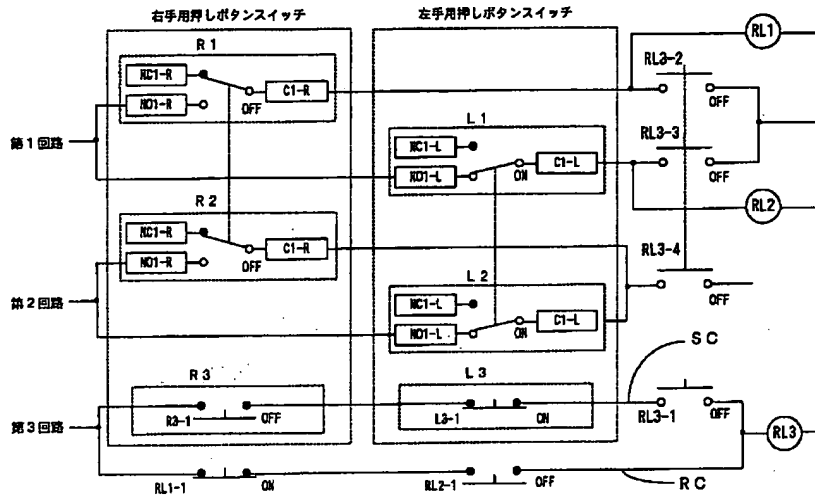 右手用押しボタンスイッチ 左手用押しボタンスイッチ
RL1
R1
RL3-2
NC1-R
C1-R
OFF
OFF
NO1-R
L1
RL3-3
第1回路
NC1-L
C1-L
ON
OFF
NO1-L
R2
RL2
NC1-R
C1-R
OFF
NO1-R
RL3-4
L2
第2回路
NC1-L
C1-L
ON
OFF
NO1-L
SC
R3
L3
R3-1
OFF
L3-1
ON
RL3-1
OFF
第3回路
RL3
RL1-1
ON
RL2-1
OFF
RC